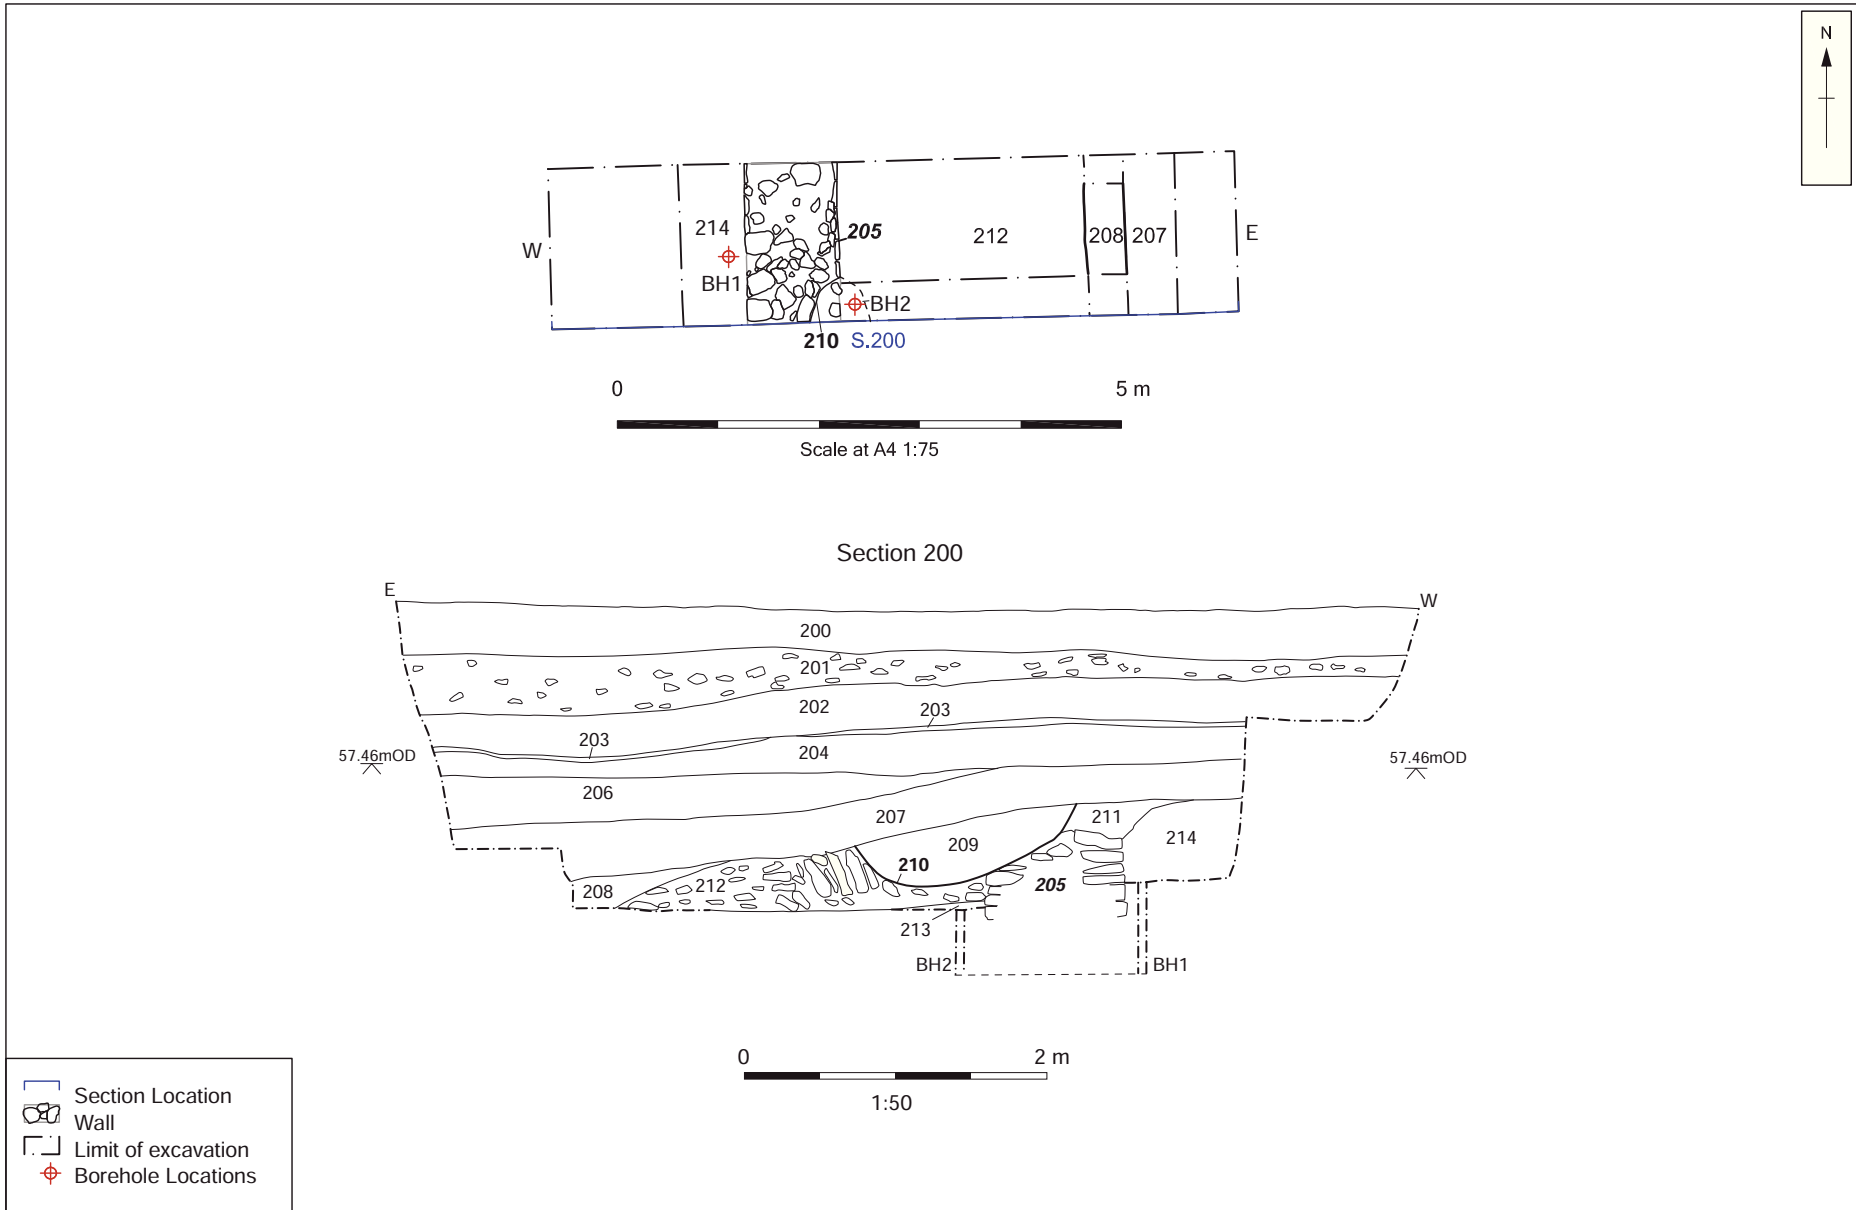 N
214
205
212
208
207
W
E
BH1
BH2
210 S.200
0 5 m
Scale at A4 1:75
Section 200
E
W
200
201
202
203
203
57.46mOD
204
57.46mOD
206
207
211
209
214
210
208
212
205
213
BH2
BH1
0 2 m
1:50
Section Location
Wall
Limit of excavation
Borehole Locations